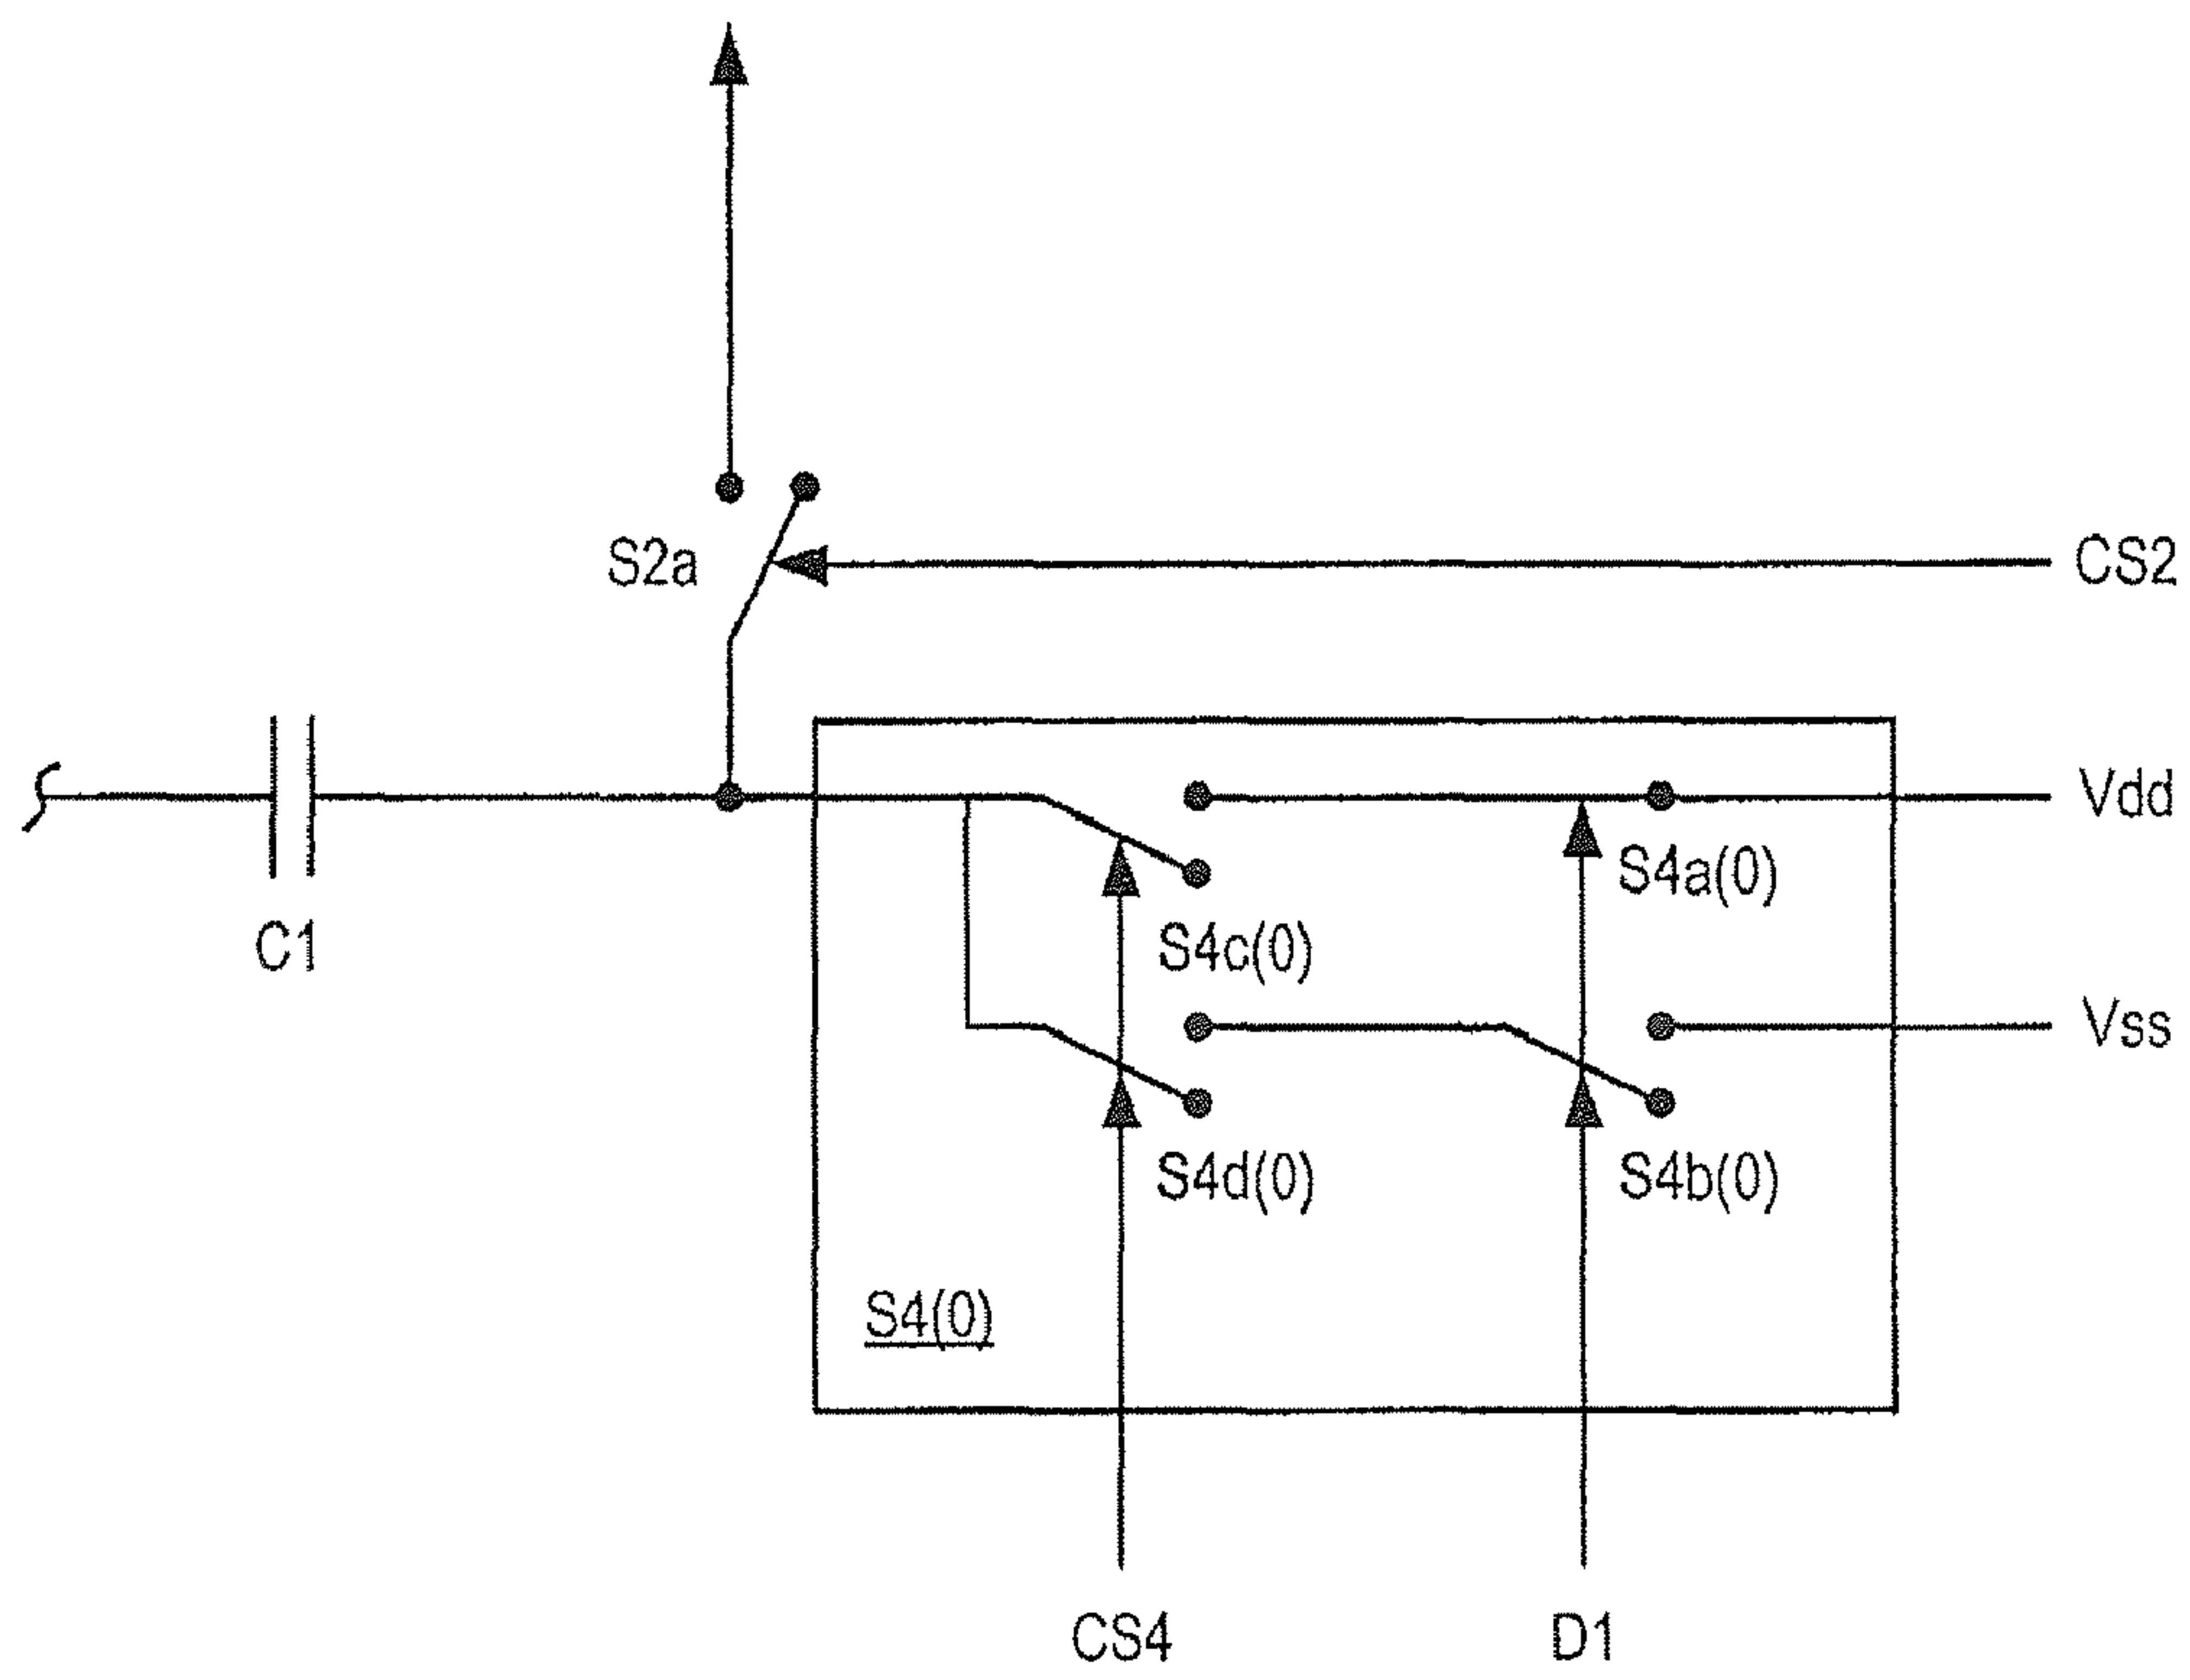 S2a
CS2
Vdd
S4a(0)
C1
S4c(0)
Vss
S4d(0)
S4b(0)
S4(0)
CS4
D1